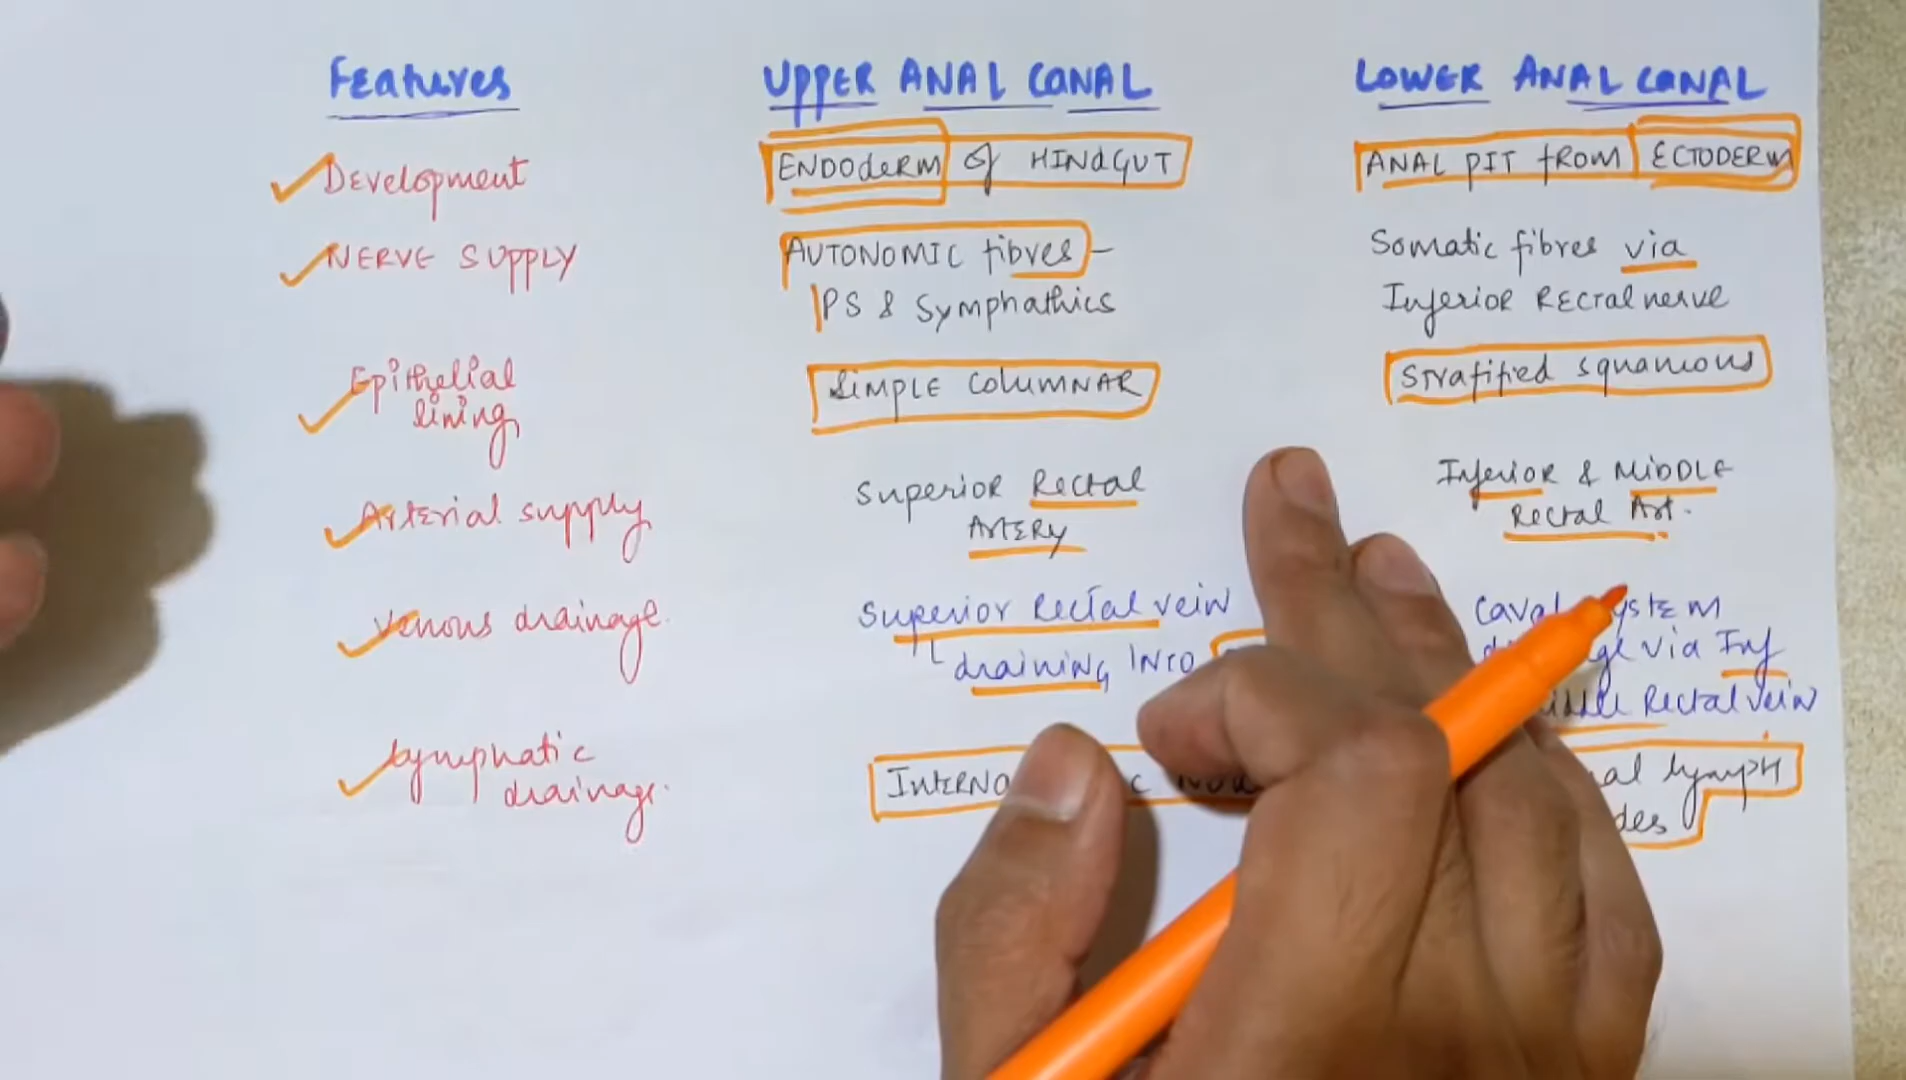 Features UPPER ANAL CANAL LOWER ANAL CANAL
Development ENDODERM of HINDGUT ANAL PIT from ECTODERM
NERVE SUPPLY AUTONOMIC fibres – Somatic fibres via
PS & Symphathics Inferior Rectal nerve
Epithelial SIMPLE COLUMNAR Stratified squamous
lining
Arterial supply Superior Rectal Inferior & MIDDLE
ARTERY Rectal Art.
Venous drainage. Superior Rectal vein
draining INTO via Inf
Rectal vein
Lymphatic lymph
drainage.